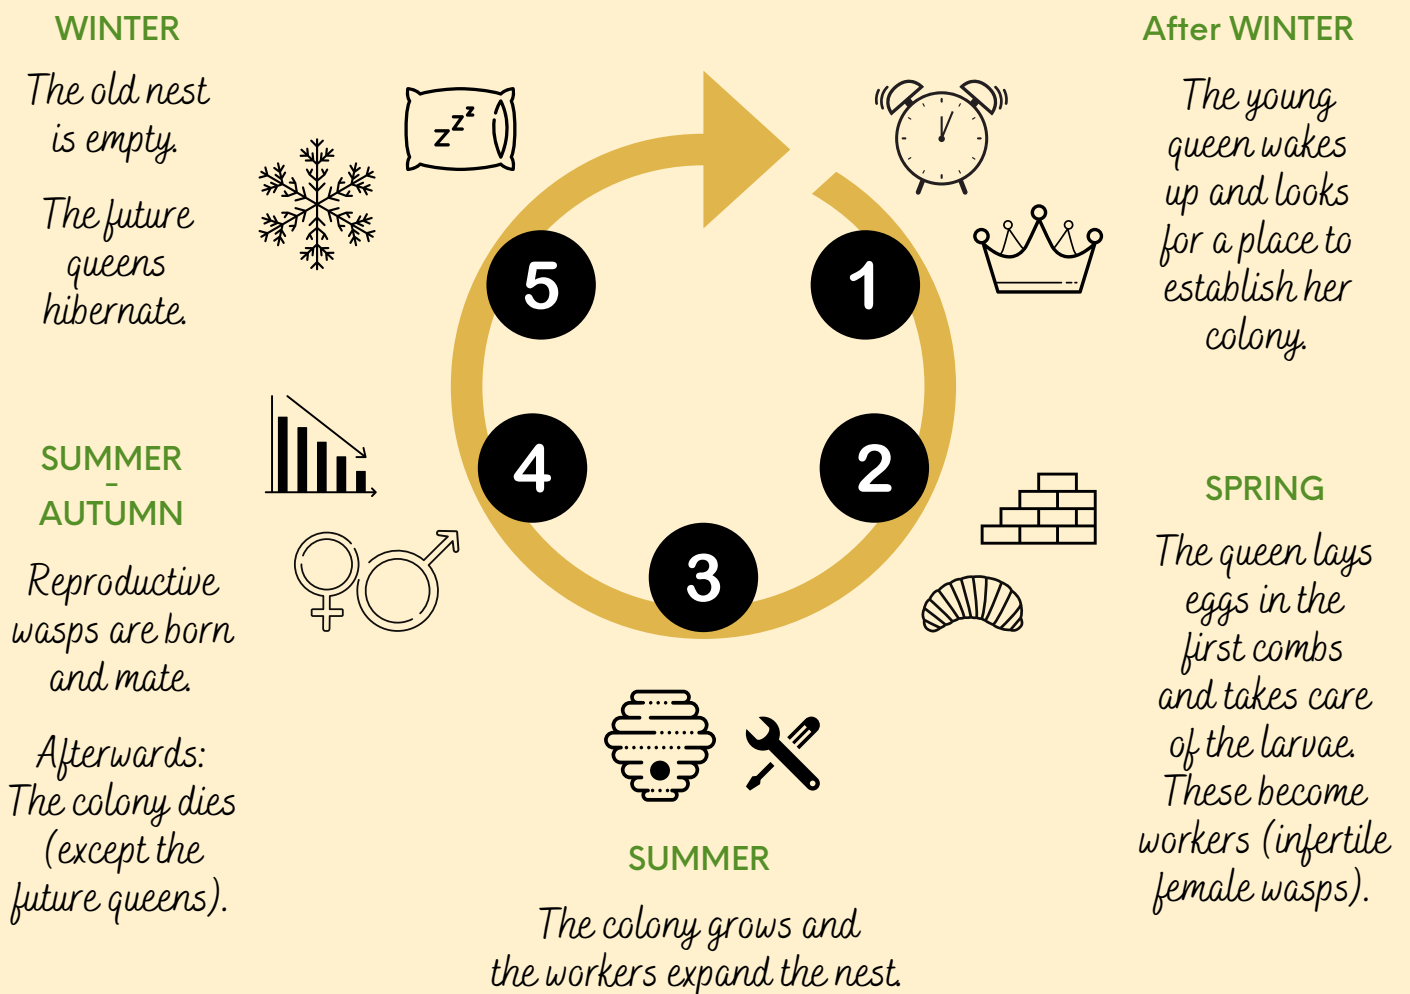 After WINTER
The young
queen wakes
up and looks
for a place to
establish her
colony.
1
SPRING
The queen lays
eggs in the
first combs
and takes care
of the larvae.
These become
workers (infertile
female wasps).
2
SUMMER
The colony grows and
the workers expand the nest.
3
SUMMER
-
AUTUMN
Reproductive
wasps are born
and mate.
Afterwards:
The colony dies
(except the
future queens).
4
WINTER
The old nest
is empty.
The future
queens
hibernate.
5
zzz